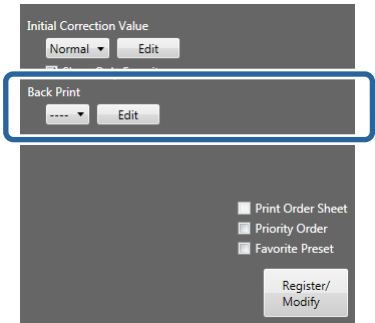 Initial Correction Value
Normal Edit
Back Print
---- Edit
Print Order Sheet
Priority Order
Favorite Preset
Register/
Modify